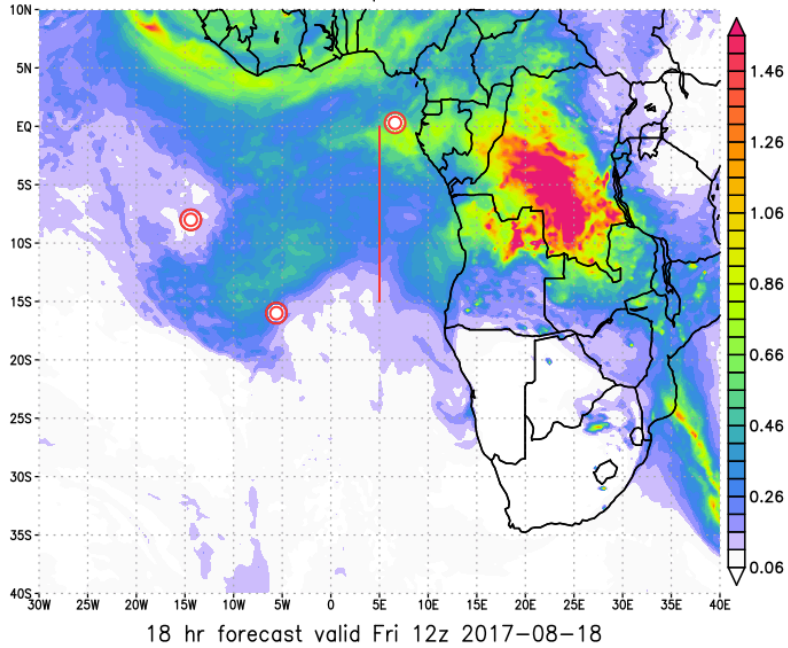 10N
5N
EQ
5S
10S
15S
20S
25S
30S
35S
40S
30W 25W 20W 15W 10W 5W 0 5E 10E 15E 20E 25E 30E 35E 40E
1.46
1.26
1.06
0.86
0.66
0.46
0.26
0.06
18 hr forecast valid Fri 12z 2017-08-18